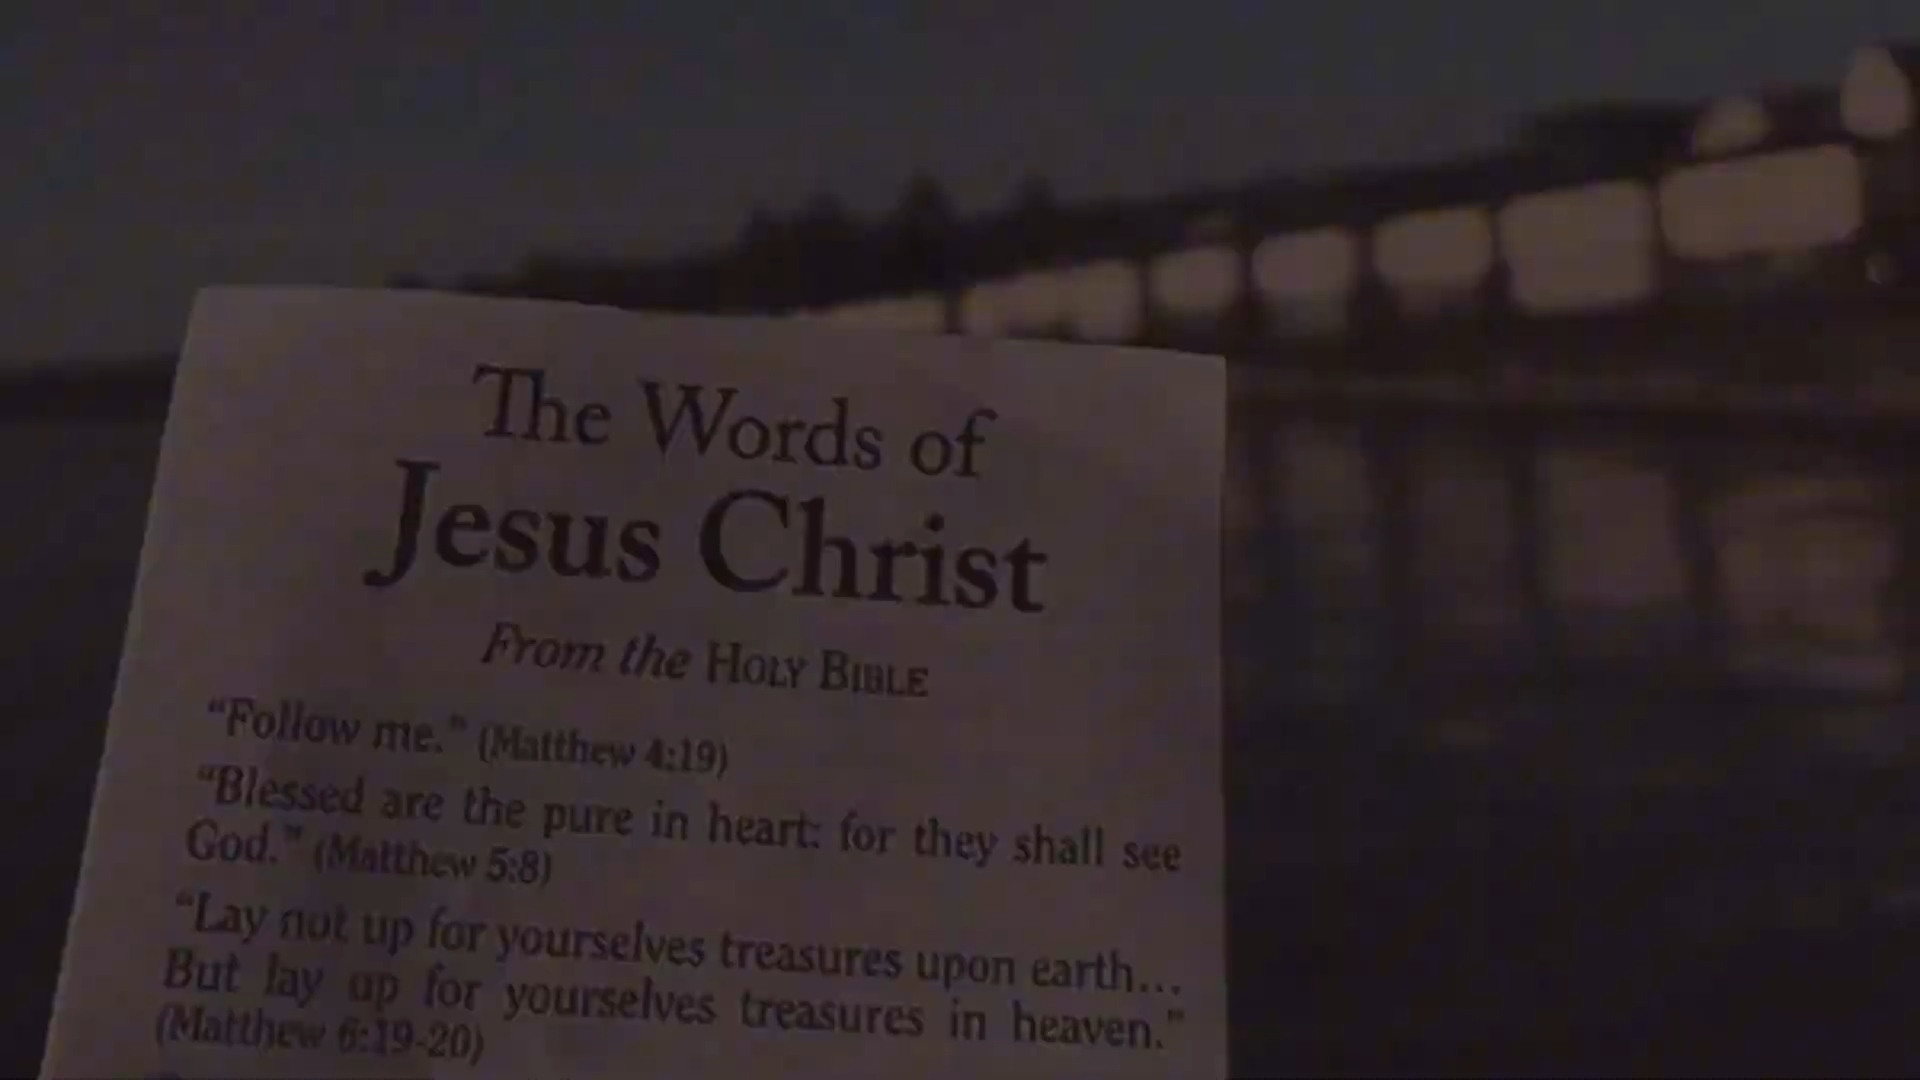 The Words of
Jesus Christ
From the HOLY BIBLE
“Follow me.” (Matthew 4:19)
“Blessed are the pure in heart: for they shall see
God.” (Matthew 5:8)
“Lay not up for yourselves treasures upon earth...
But lay up for yourselves treasures in heaven.”
(Matthew 6:19-20)